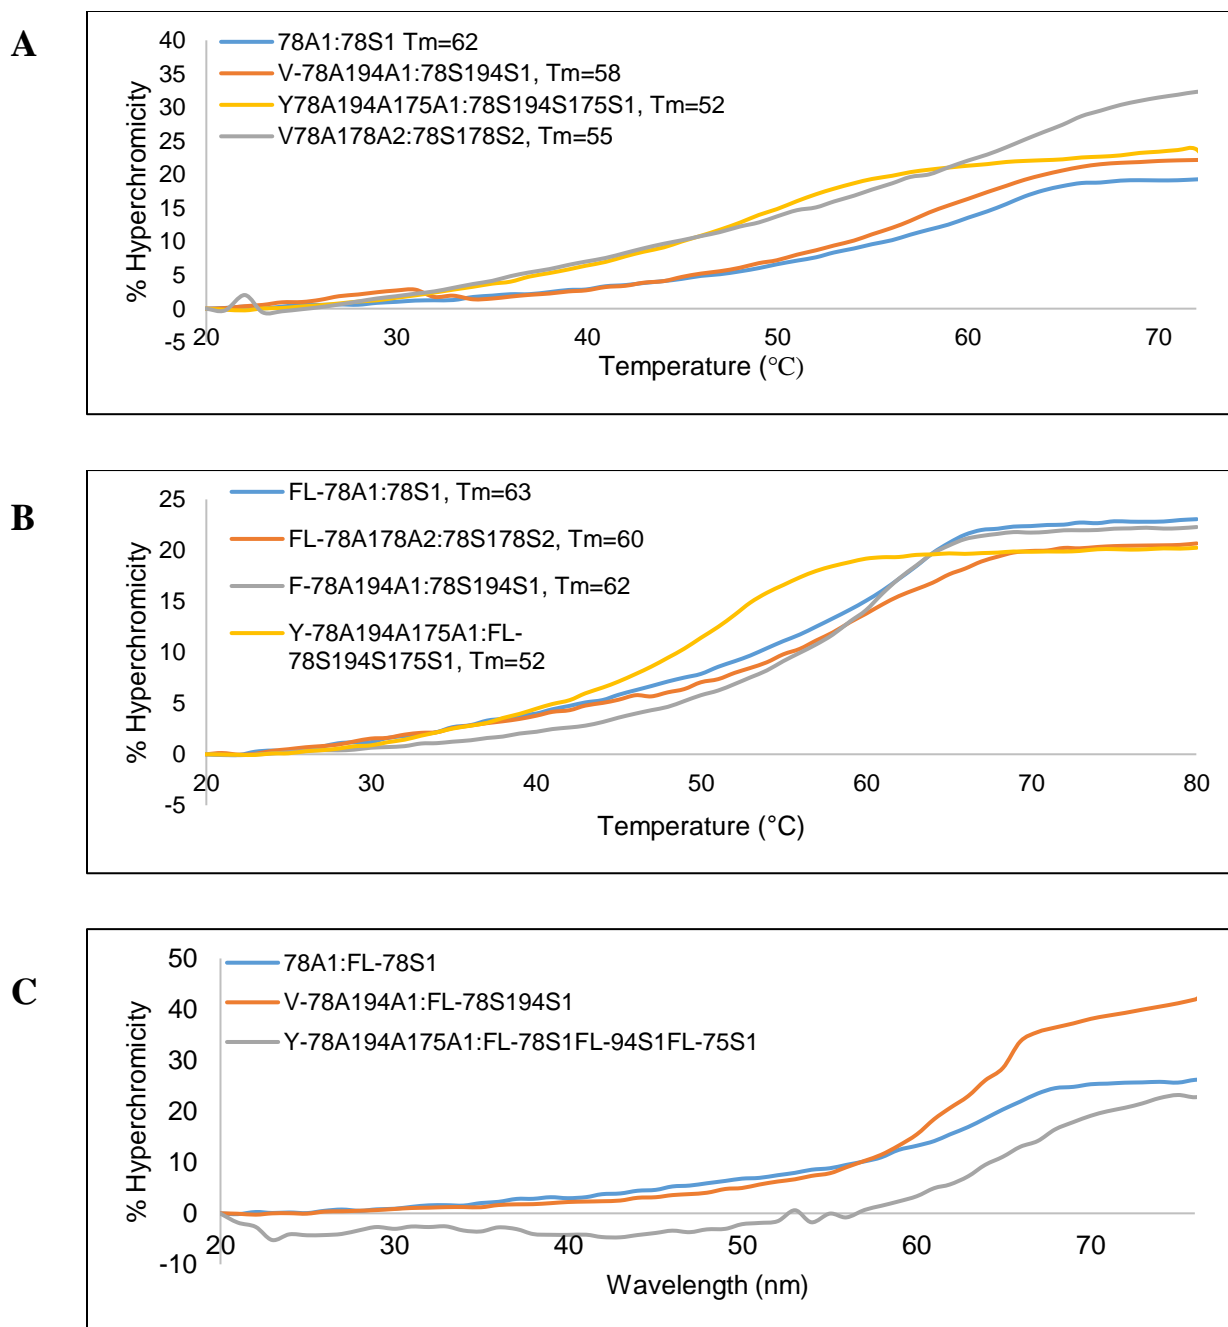 A
40
35
30
25
20
15
10
5
0
-5
% Hyperchromicity
78A1:78S1 Tm=62
V-78A194A1:78S194S1, Tm=58
Y78A194A175A1:78S194S175S1, Tm=52
V78A178A2:78S178S2, Tm=55
20 30 40 50 60 70
Temperature (°C)
B
25
20
15
10
5
0
-5
% Hyperchromicity
FL-78A1:78S1, Tm=63
FL-78A178A2:78S178S2, Tm=60
F-78A194A1:78S194S1, Tm=62
Y-78A194A175A1:FL-
78S194S175S1, Tm=52
20 30 40 50 60 70 80
Temperature (°C)
C
50
40
30
20
10
0
-10
% Hyperchromicity
78A1:FL-78S1
V-78A194A1:FL-78S194S1
Y-78A194A175A1:FL-78S1FL-94S1FL-75S1
20 30 40 50 60 70
Wavelength (nm)